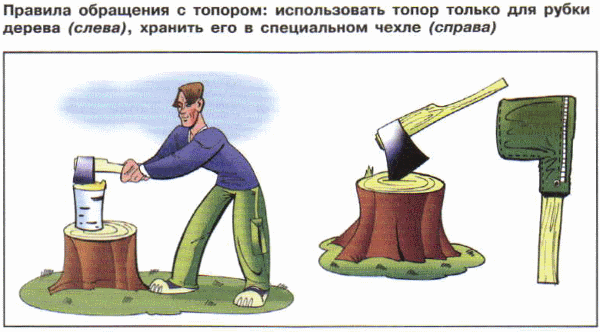 Правила обращения с топором: использовать топор только для рубки
дерева (слева), хранить его в специальном чехле (справа)